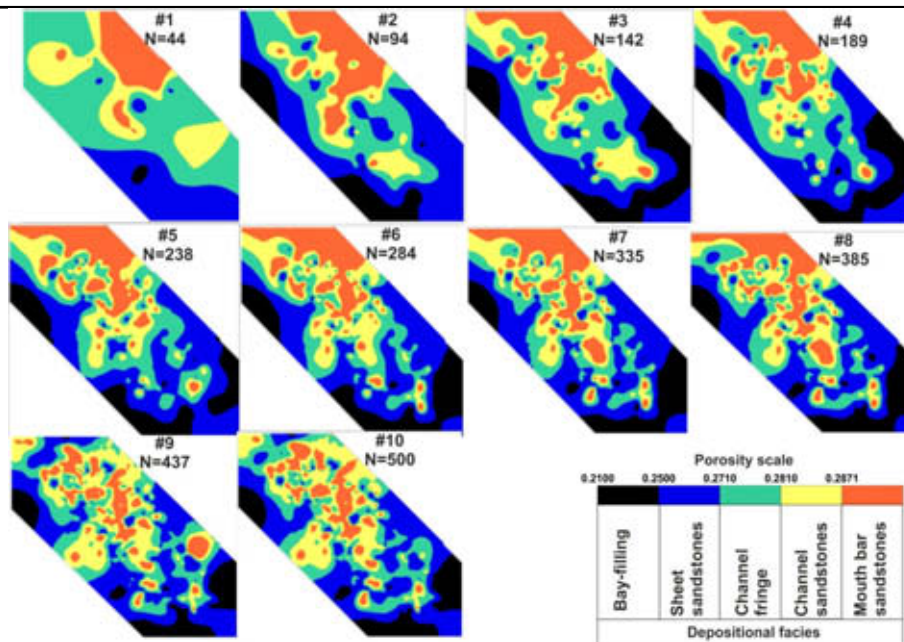 #1
N=44
#2
N=94
#3
N=142
#4
N=189
#5
N=238
#6
N=284
#7
N=335
#8
N=385
#9
N=437
#10
N=500
Porosity scale
0.2100 0.2500 0.2710 0.2810 0.2871
Bay-filling
Sheet
sandstones
Channel
fringe
Channel
sandstones
Mouth bar
sandstones
Depositional facies